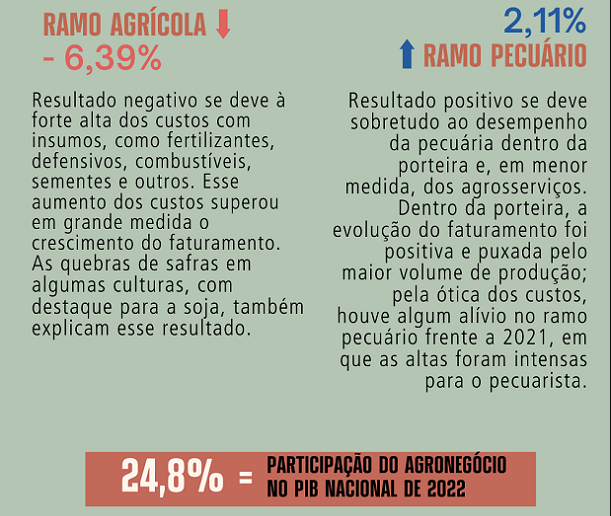 RAMO AGRÍCOLA
- 6,39%
Resultado negativo se deve à
forte alta dos custos com
insumos, como fertilizantes,
defensivos, combustíveis,
sementes e outros. Esse
aumento dos custos superou
em grande medida o
crescimento do faturamento.
As quebras de safras em
algumas culturas, com
destaque para a soja, também
explicam esse resultado.
2,11%
RAMO PECUÁRIO
Resultado positivo se deve
sobretudo ao desempenho
da pecuária dentro da
porteira e, em menor
medida, dos agrosserviços.
Dentro da porteira, a
evolução do faturamento foi
positiva e puxada pelo
maior volume de produção;
pela ótica dos custos,
houve algum alívio no ramo
pecuário frente a 2021, em
que as altas foram intensas
para o pecuarista.
24,8% = PARTICIPAÇÃO DO AGRONEGÓCIO
NO PIB NACIONAL DE 2022